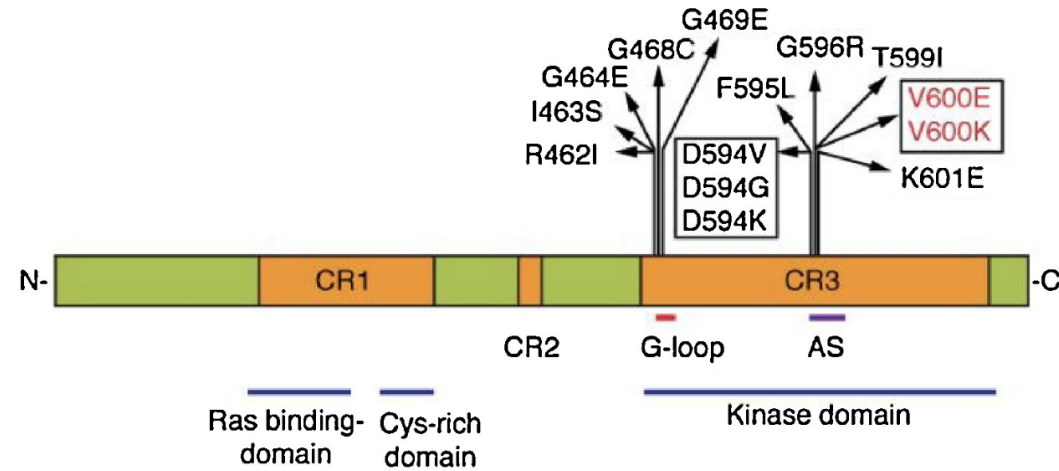 G469E
G468C
G596R
T599I
G464E
F595L
V600E
I463S
V600K
R462I
D594V
K601E
D594G
D594K
N-
CR1
CR3
-C
CR2
G-loop
AS
Ras binding-
domain
Cys-rich
domain
Kinase domain